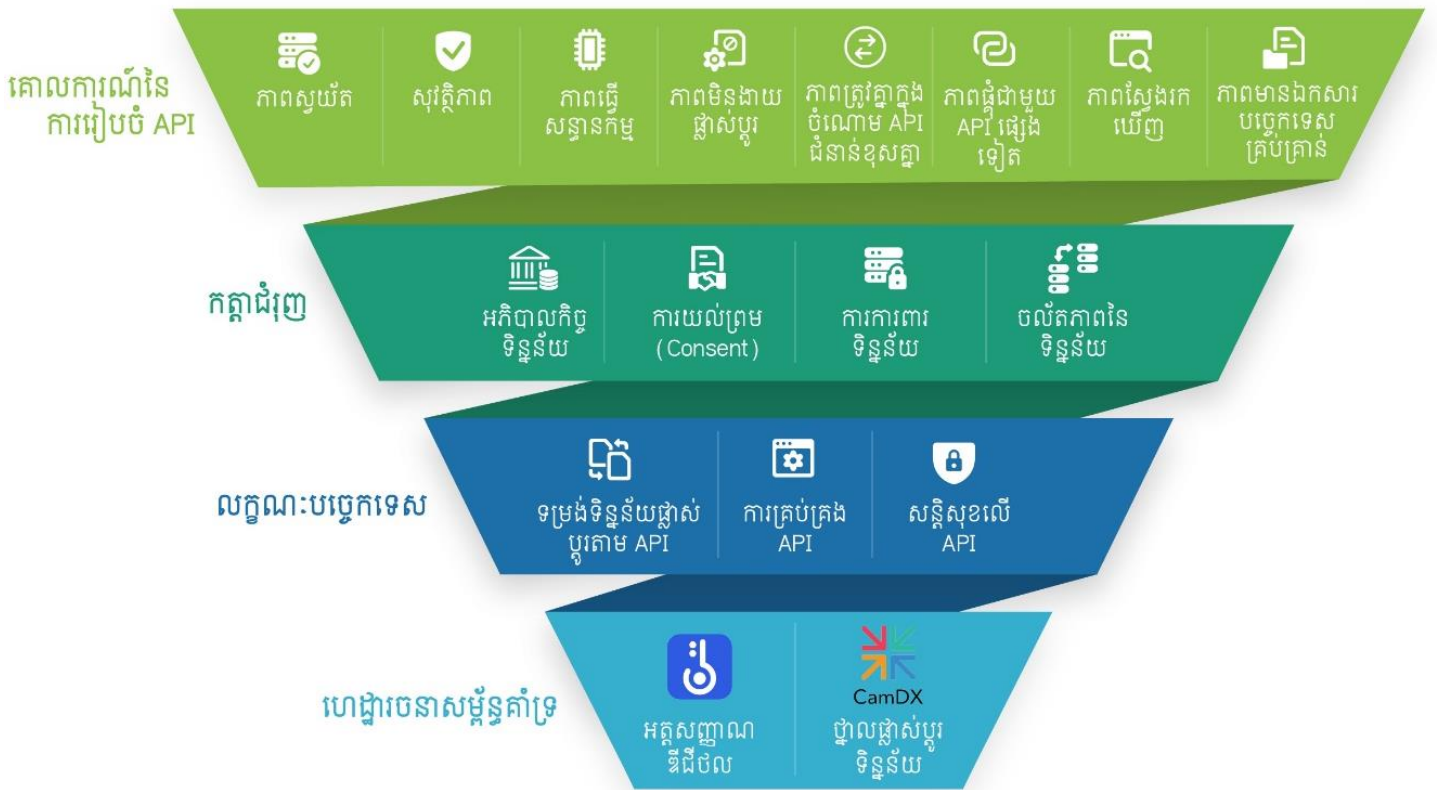 គោលការណ៍នៃ
ការរៀបចំ API
ភាពស្វយ័ត
សុវត្ថិភាព
ភាពធ្វើ
សន្ធានកម្ម
ភាពមិនងាយ
ផ្លាស់ប្តូរ
ភាពត្រូវគ្នាក្នុង
ចំណោម API
ជំនាន់ខុសគ្នា
ភាពផ្គុំជាមួយ
API ផ្សេង
ទៀត
ភាពស្វែងរក
ឃើញ
ភាពមានឯកសារ
បច្ចេកទេស
គ្រប់គ្រាន់
កត្តាជំរុញ
អភិបាលកិច្ច
ទិន្នន័យ
ការយល់ព្រម
(Consent)
ការការពារ
ទិន្នន័យ
ចល័តភាពនៃ
ទិន្នន័យ
លក្ខណៈបច្ចេកទេស
ទម្រង់ទិន្នន័យផ្លាស់
ប្តូរតាម API
ការគ្រប់គ្រង
API
សន្តិសុខលើ
API
ហេដ្ឋារចនាសម្ព័ន្ធគាំទ្រ
អត្តសញ្ញាណ
ឌីជីថល
CamDX
ថ្នាលផ្លាស់ប្តូរ
ទិន្នន័យ